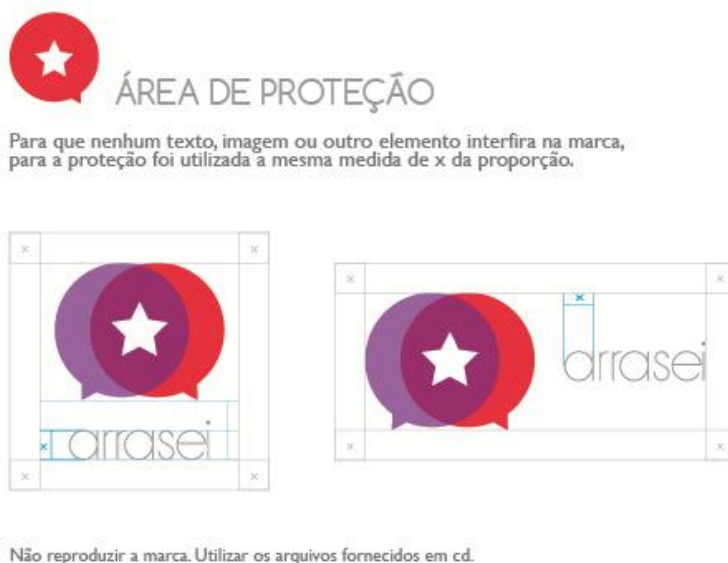 ÁREA DE PROTEÇÃO
Para que nenhum texto, imagem ou outro elemento interfira na marca,
para a proteção foi utilizada a mesma medida de x da proporção.
x x
x arrasei
x x
x x
x
arrasei
x x
Não reproduzir a marca. Utilizar os arquivos fornecidos em cd.